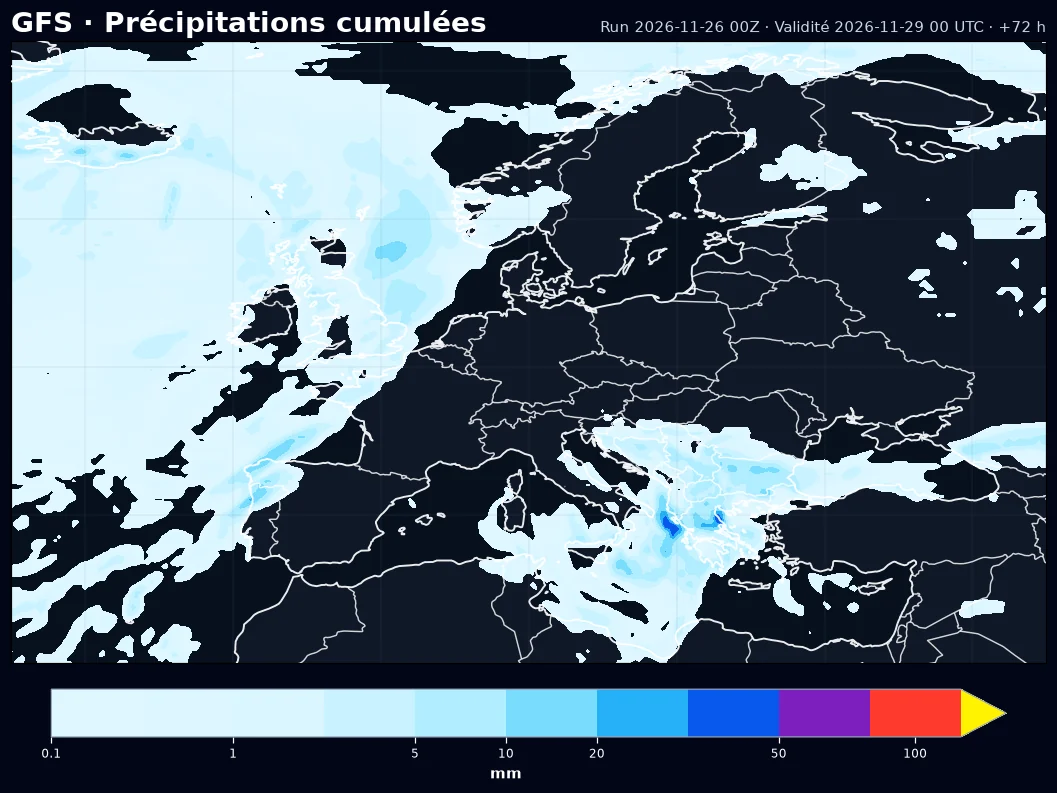 GFS · Précipitations cumulées
Run 2026-11-26 00Z · Validité 2026-11-29 00 UTC · +72 h
0.1 1 5 10 20 50 100
mm